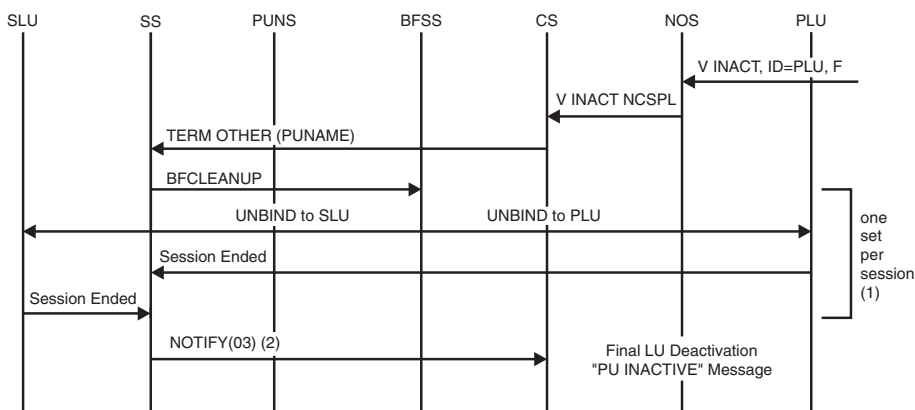 SLU SS PUNS BFSS CS NOS PLU
V INACT, ID=PLU, F
V INACT NCSPL
TERM OTHER (PUNAME)
BFCLEANUP
UNBIND to SLU UNBIND to PLU
one
set
per
session
(1)
Session Ended
Session Ended
NOTIFY(03) (2)
Final LU Deactivation
"PU INACTIVE" Message